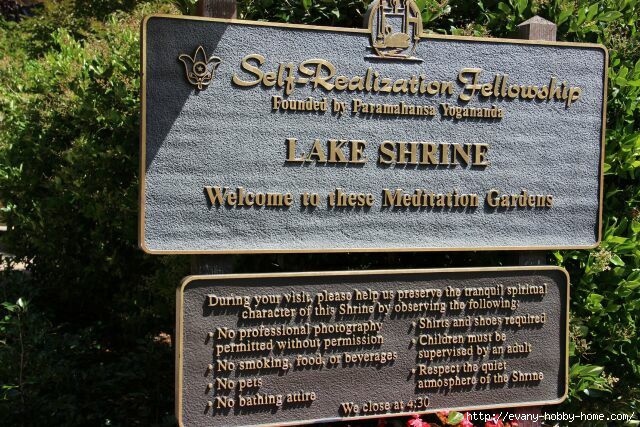 Self-Realization Fellowship
Founded by Paramahansa Yogananda
LAKE SHRINE
Welcome to these Meditation Gardens
During your visit, please help us preserve the tranquil spiritual
character of this Shrine by observing the following:
• No professional photography
permitted without permission
• No smoking, food, or beverages
• No pets
• No bathing attire
• Shirts and shoes required
• Children must be
supervised by an adult
• Respect the quiet
atmosphere of the Shrine
We close at 4:30
http://evany-hobby-home.com/